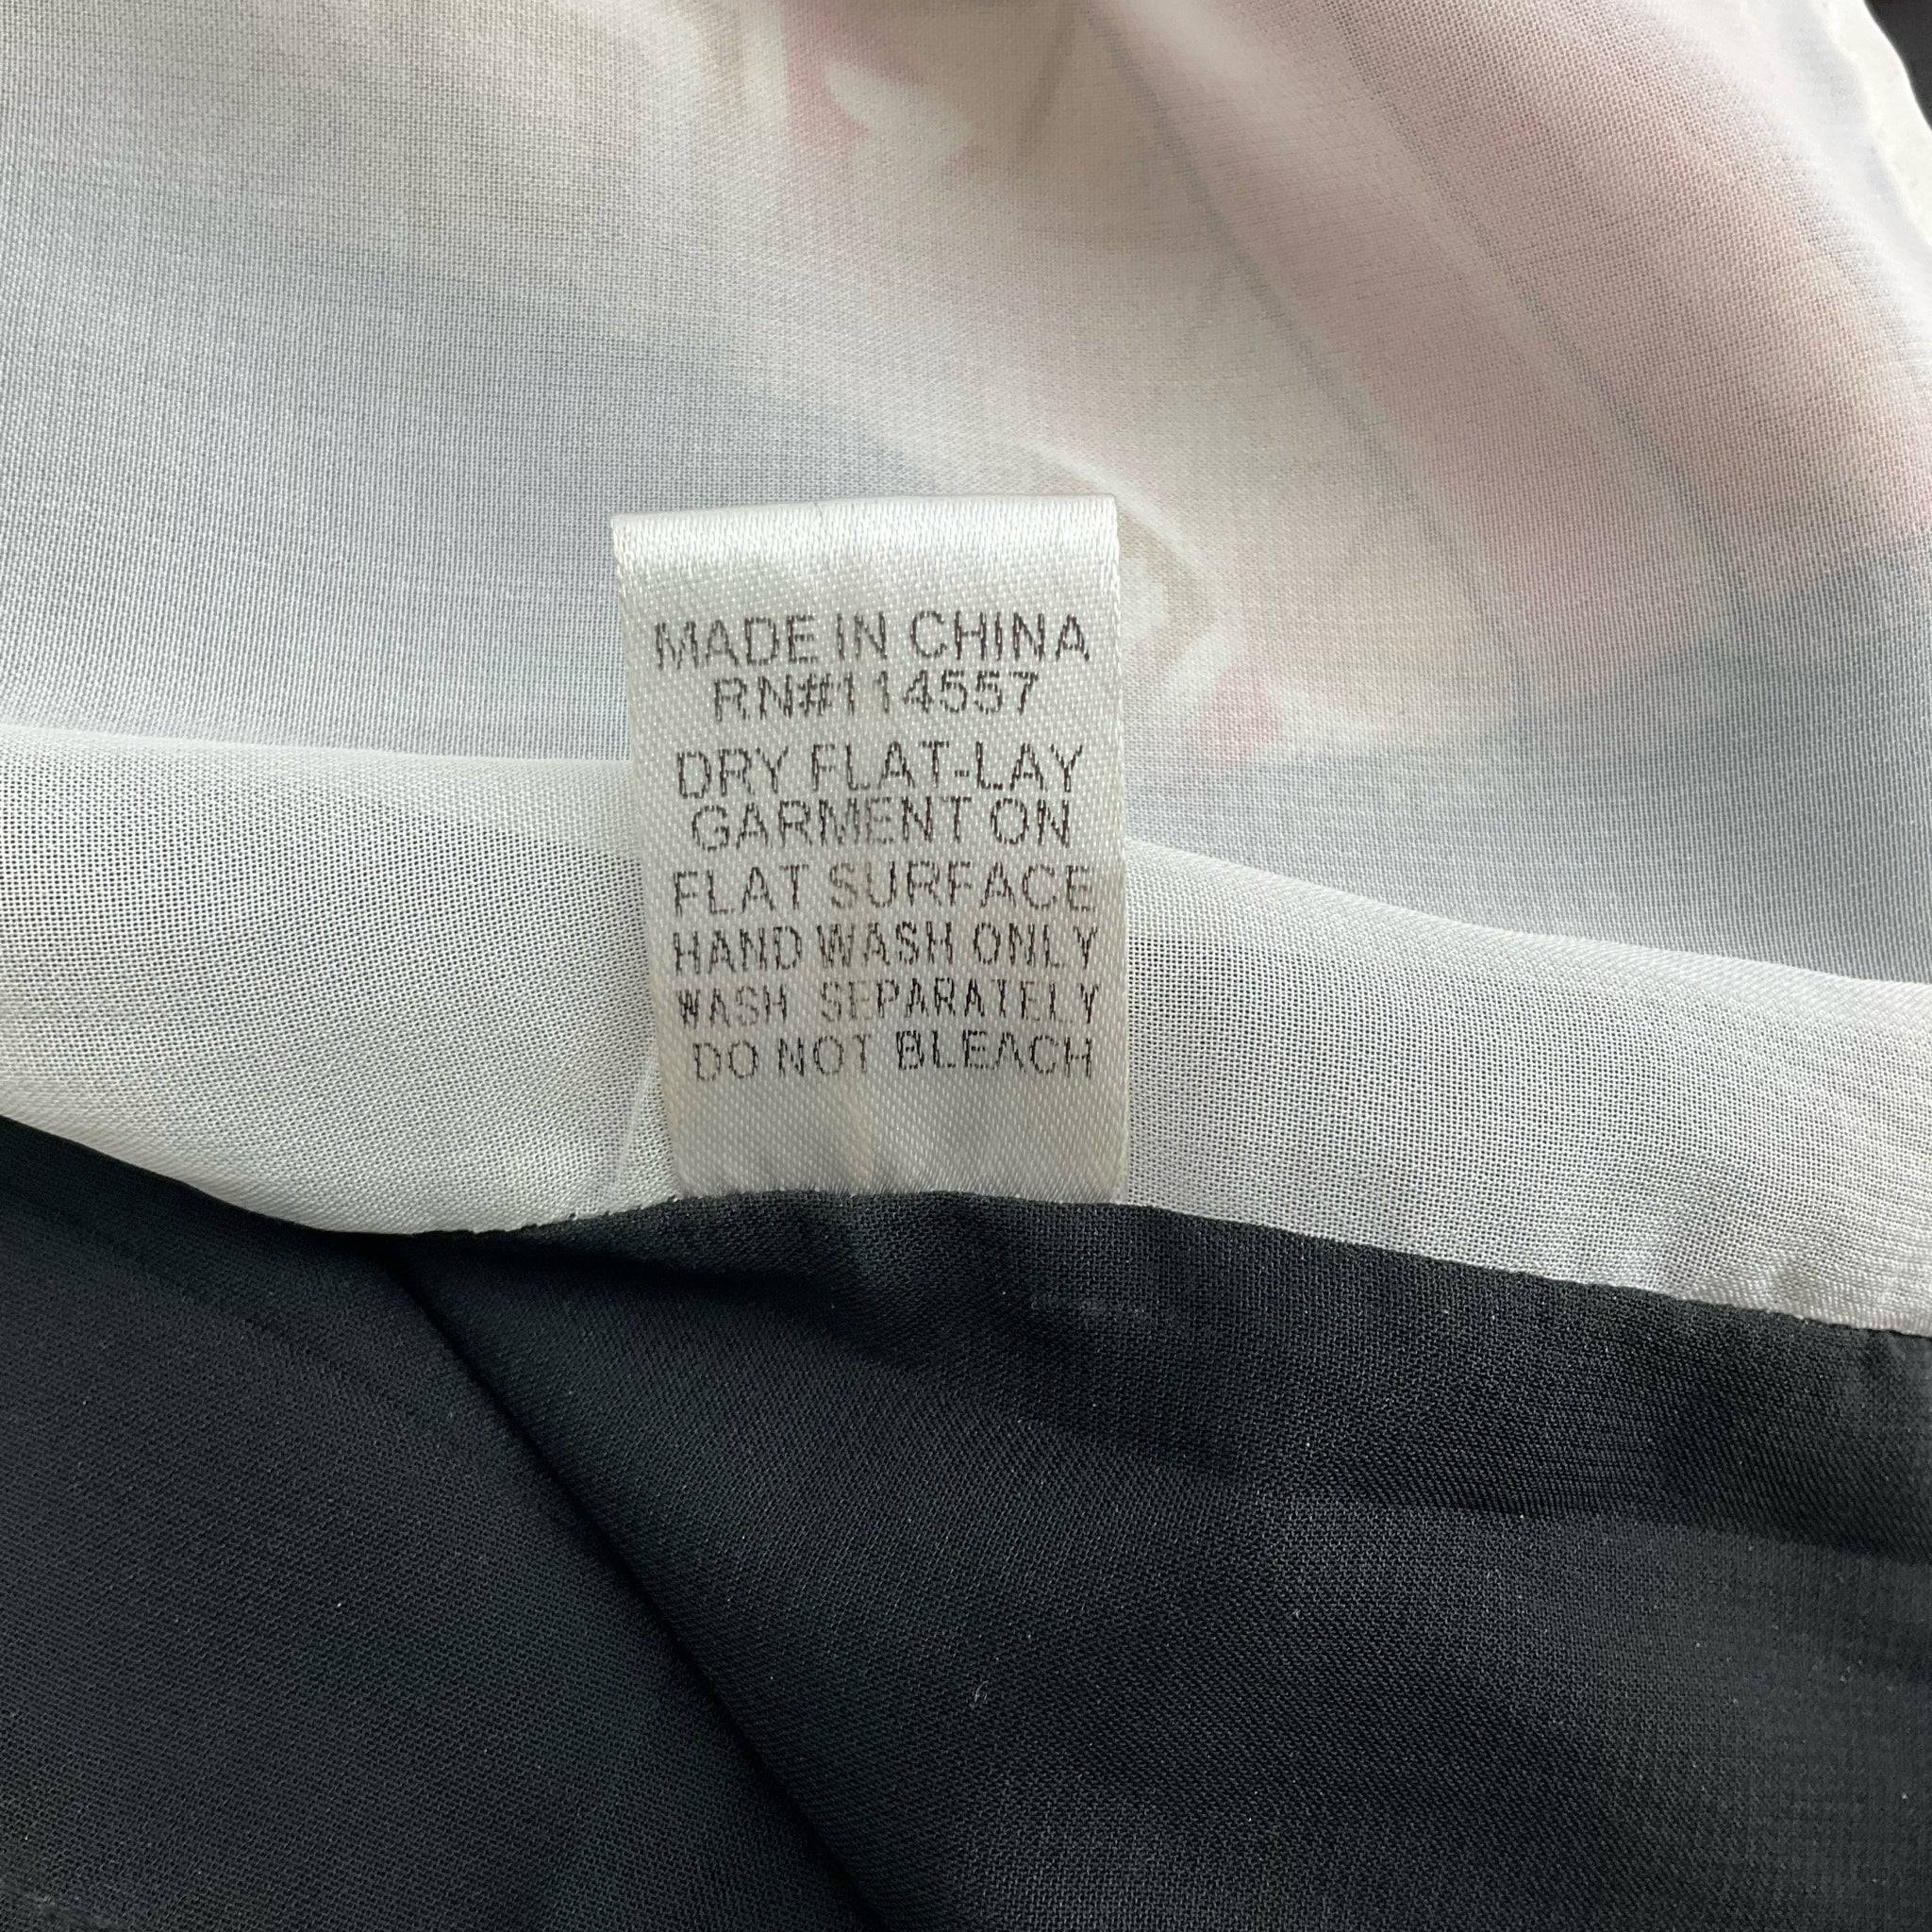 MADE IN CHINA
RN#114557
DRY FLAT-LAY
GARMENT ON
FLAT SURFACE
HAND WASH ONLY
WASH SEPARATELY
DO NOT BLEACH